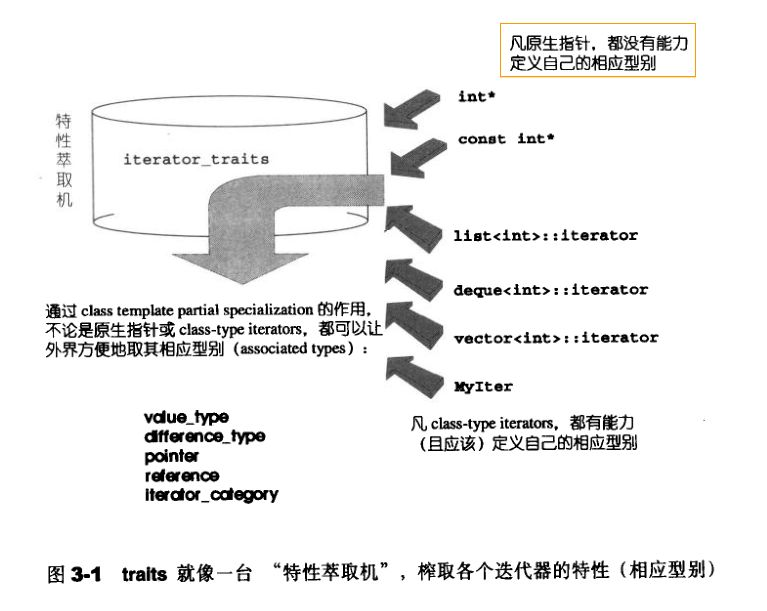 凡原生指针，都没有能力
定义自己的相应型别
int*
特性萃取机
iterator_traits
const int*
list<int>::iterator
deque<int>::iterator
通过 class template partial specialization 的作用，
不论是原生指针或 class-type iterators，都可以让
外界方便地取其相应型别（associated types）：
vector<int>::iterator
MyIter
value_type
difference_type
pointer
reference
iterator_category
凡 class-type iterators，都有能力
（且应该）定义自己的相应型别
图 3-1 traits 就像一台 “特性萃取机”，榨取各个迭代器的特性（相应型别）